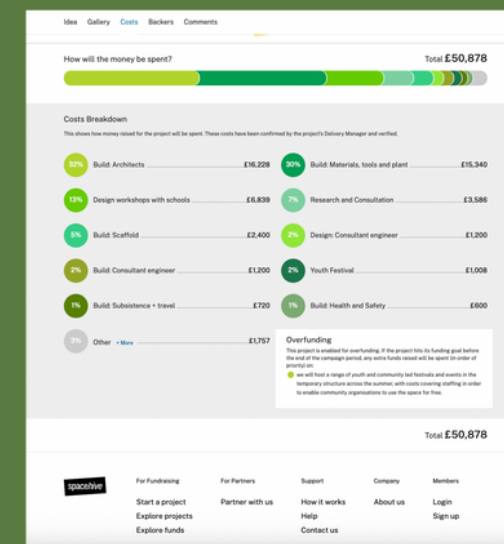 Idea Gallery Costs Backers Comments
How will the money be spent? Total £50,878
Costs Breakdown
This shows how money raised for the project will be spent. These costs have been confirmed by the project's Delivery Manager and verified.
32% Build: Architects £16,228 30% Build: Materials, tools and plant £15,340
13% Design workshops with schools £6,839 7% Research and Consultation £3,586
5% Build: Scaffold £2,400 2% Design: Consultant engineer £1,200
2% Build: Consultant engineer £1,200 2% Youth Festival £1,008
1% Build: Subsistence + travel £720 1% Build: Health and Safety £600
3% Other + More £1,757
Overfunding
This project is enabled for overfunding. If the project hits its funding goal before
the end of the campaign period, any extra funds raised will be spent (in order of
priority) on:
we will host a range of youth and community led festivals and events in the
temporary structure across the summer, with costs covering staffing in order
to enable community organisations to use the space for free.
Total £50,878
spacehive
For Fundraising For Partners Support Company Members
Start a project Partner with us How it works About us Login
Explore projects Help Sign up
Explore funds Contact us